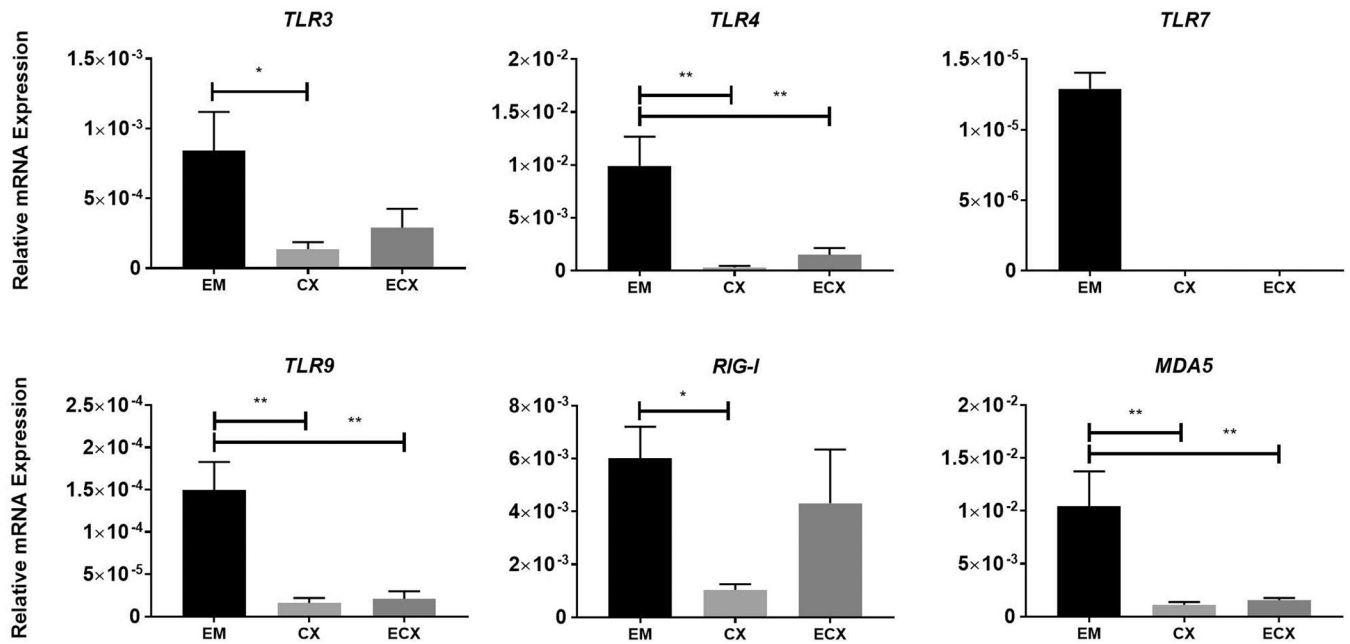 TLR3
Relative mRNA Expression
1.5×10⁻³
1×10⁻³
5×10⁻⁴
0
*
EM CX ECX
TLR4
2×10⁻²
1.5×10⁻²
1×10⁻²
5×10⁻³
0
**
**
EM CX ECX
TLR7
1.5×10⁻⁵
1×10⁻⁵
5×10⁻⁶
0
EM CX ECX
TLR9
Relative mRNA Expression
2.5×10⁻⁴
2×10⁻⁴
1.5×10⁻⁴
1×10⁻⁴
5×10⁻⁵
0
**
**
EM CX ECX
RIG-I
8×10⁻³
6×10⁻³
4×10⁻³
2×10⁻³
0
*
EM CX ECX
MDA5
2×10⁻²
1.5×10⁻²
1×10⁻²
5×10⁻³
0
**
**
EM CX ECX